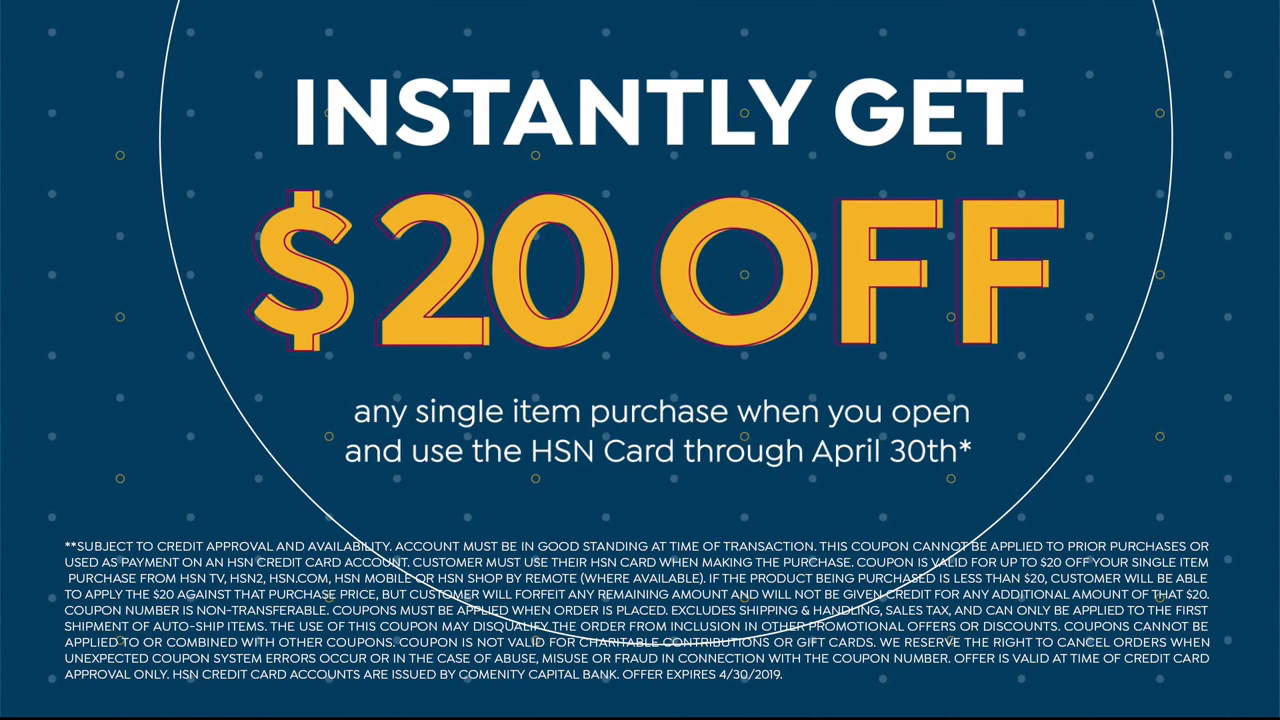 INSTANTLY GET
$20 OFF
any single item purchase when you open
and use the HSN Card through April 30th*
**SUBJECT TO CREDIT APPROVAL AND AVAILABILITY. ACCOUNT MUST BE IN GOOD STANDING AT TIME OF TRANSACTION. THIS COUPON CANNOT BE APPLIED TO PRIOR PURCHASES OR
USED AS PAYMENT ON AN HSN CREDIT CARD ACCOUNT. CUSTOMER MUST USE THEIR HSN CARD WHEN MAKING THE PURCHASE. COUPON IS VALID FOR UP TO $20 OFF YOUR SINGLE ITEM
PURCHASE FROM HSN TV, HSN2, HSN.COM, HSN MOBILE OR HSN SHOP BY REMOTE (WHERE AVAILABLE). IF THE PRODUCT BEING PURCHASED IS LESS THAN $20, CUSTOMER WILL BE ABLE
TO APPLY THE $20 AGAINST THAT PURCHASE PRICE, BUT CUSTOMER WILL FORFEIT ANY REMAINING AMOUNT AND WILL NOT BE GIVEN CREDIT FOR ANY ADDITIONAL AMOUNT OF THAT $20.
COUPON NUMBER IS NON-TRANSFERABLE. COUPONS MUST BE APPLIED WHEN ORDER IS PLACED. EXCLUDES SHIPPING & HANDLING, SALES TAX, AND CAN ONLY BE APPLIED TO THE FIRST
SHIPMENT OF AUTO-SHIP ITEMS. THE USE OF THIS COUPON MAY DISQUALIFY THE ORDER FROM INCLUSION IN OTHER PROMOTIONAL OFFERS OR DISCOUNTS. COUPONS CANNOT BE
APPLIED TO OR COMBINED WITH OTHER COUPONS. COUPON IS NOT VALID FOR CHARITABLE CONTRIBUTIONS OR GIFT CARDS. WE RESERVE THE RIGHT TO CANCEL ORDERS WHEN
UNEXPECTED COUPON SYSTEM ERRORS OCCUR OR IN THE CASE OF ABUSE, MISUSE OR FRAUD IN CONNECTION WITH THE COUPON NUMBER. OFFER IS VALID AT TIME OF CREDIT CARD
APPROVAL ONLY. HSN CREDIT CARD ACCOUNTS ARE ISSUED BY COMENITY CAPITAL BANK. OFFER EXPIRES 4/30/2019.